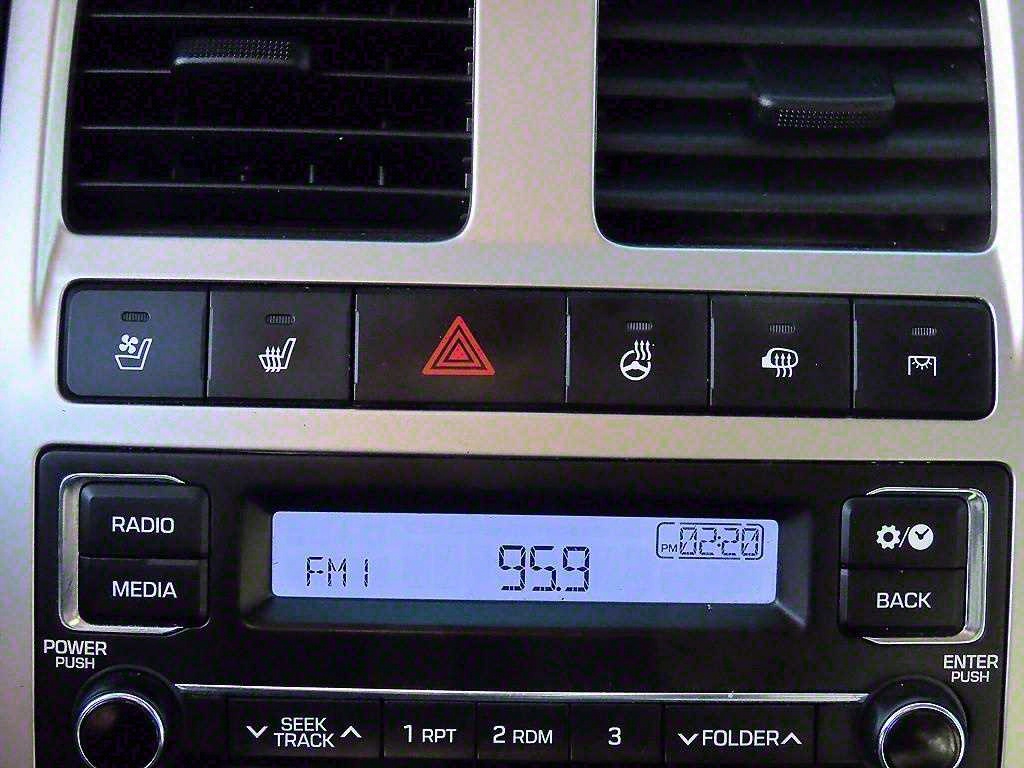 RADIO
MEDIA
FM1 95.9 PM 02:20
BACK
POWER
PUSH
ENTER
PUSH
SEEK
TRACK
1 RPT
2 RDM
3
FOLDER